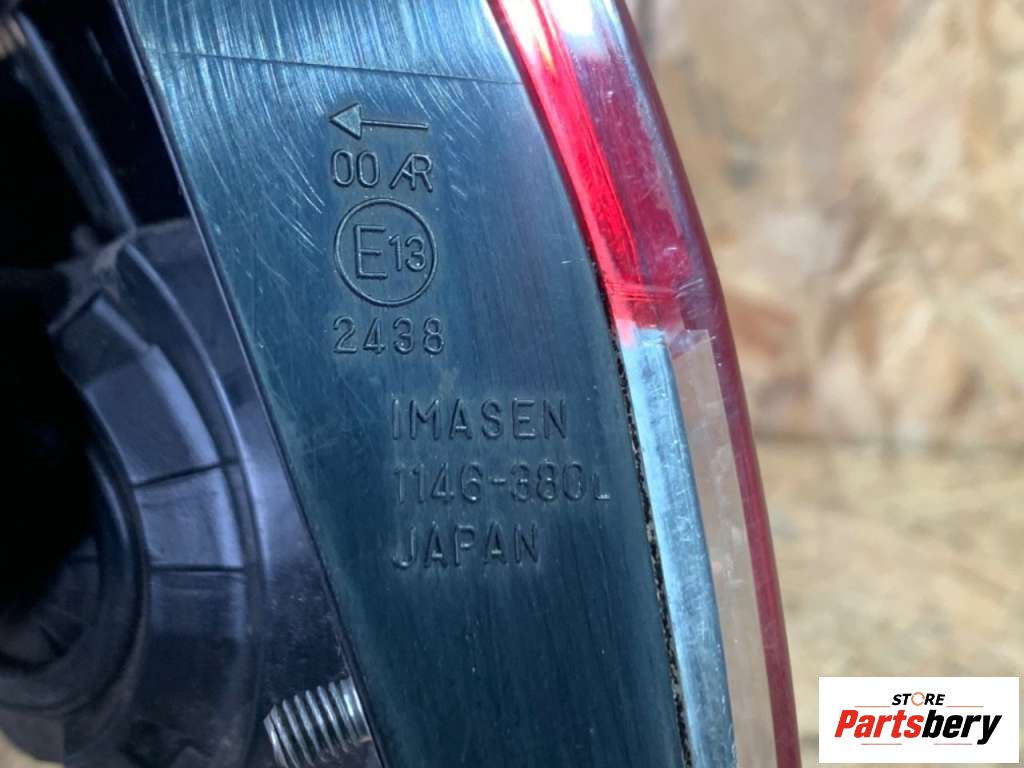 00 AR
E13
2438
IMASEN
1146-380L
JAPAN
STORE
Partsbery